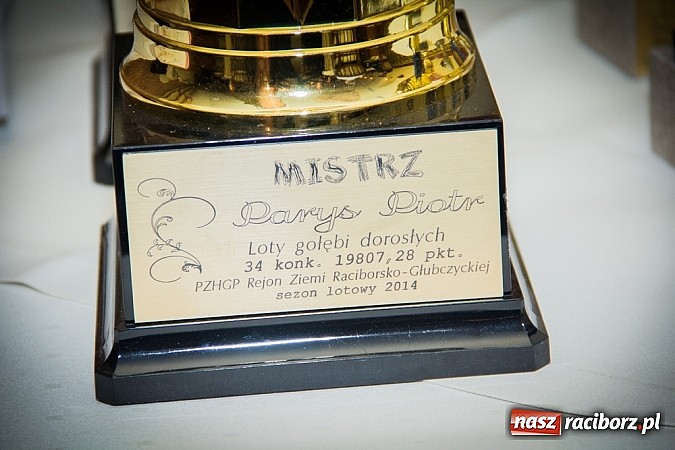 MISTRZ
Parys Piotr
Loty gołębi dorosłych
34 konk. 19807,28 pkt.
PZHGP Rejon Ziemi Raciborsko-Głubczyckiej
sezon lotowy 2014
nasz raciborz.pl